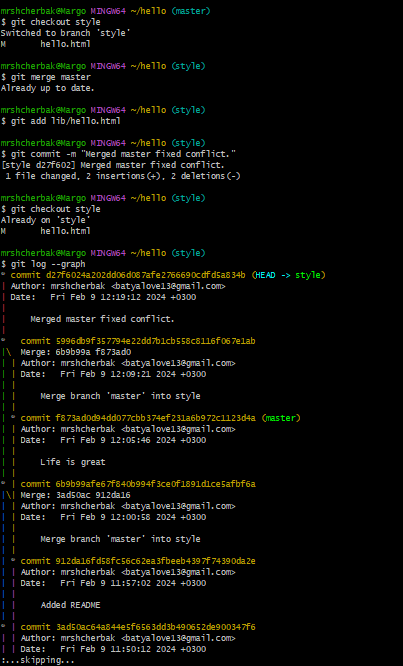 mrshcherbak@Margo MINGW64 ~/hello (master)
$ git checkout style
Switched to branch 'style'
M       hello.html

mrshcherbak@Margo MINGW64 ~/hello (style)
$ git merge master
Already up to date.

mrshcherbak@Margo MINGW64 ~/hello (style)
$ git add lib/hello.html

mrshcherbak@Margo MINGW64 ~/hello (style)
$ git commit -m "Merged master fixed conflict."
[style d27f602] Merged master fixed conflict.
 1 file changed, 2 insertions(+), 2 deletions(-)

mrshcherbak@Margo MINGW64 ~/hello (style)
$ git checkout style
Already on 'style'
M       hello.html

mrshcherbak@Margo MINGW64 ~/hello (style)
$ git log --graph
* commit d27f6024a202dd06d087afe2766690cdfd5a834b (HEAD -> style)
| Author: mrshcherbak <batyalove13@gmail.com>
| Date:   Fri Feb 9 12:19:12 2024 +0300
|
|     Merged master fixed conflict.
|
*   commit 5996db9f357794e22dd7b1cb558c8116f067e1ab
|\  Merge: 6b9b99a f873ad0
| | Author: mrshcherbak <batyalove13@gmail.com>
| | Date:   Fri Feb 9 12:09:21 2024 +0300
| |
| |     Merge branch 'master' into style
| |
| * commit f873ad0d94dd077cbb374ef231a6b972c1123d4a (master)
| | Author: mrshcherbak <batyalove13@gmail.com>
| | Date:   Fri Feb 9 12:05:46 2024 +0300
| |
| |     Life is great
| |
* | commit 6b9b99afe67f840b994f3ce0f1891d1ce5afbf6a
|\| Merge: 3ad50ac 912da16
| | Author: mrshcherbak <batyalove13@gmail.com>
| | Date:   Fri Feb 9 12:00:58 2024 +0300
| |
| |     Merge branch 'master' into style
| |
| * commit 912da16fd58fc56c62ea3fbeeb4397f74390da2e
| | Author: mrshcherbak <batyalove13@gmail.com>
| | Date:   Fri Feb 9 11:57:02 2024 +0300
| |
| |     Added README
| |
* | commit 3ad50ac64a844e5f6563dd3b490652de900347f6
| | Author: mrshcherbak <batyalove13@gmail.com>
| | Date:   Fri Feb 9 11:50:12 2024 +0300
:...skipping...